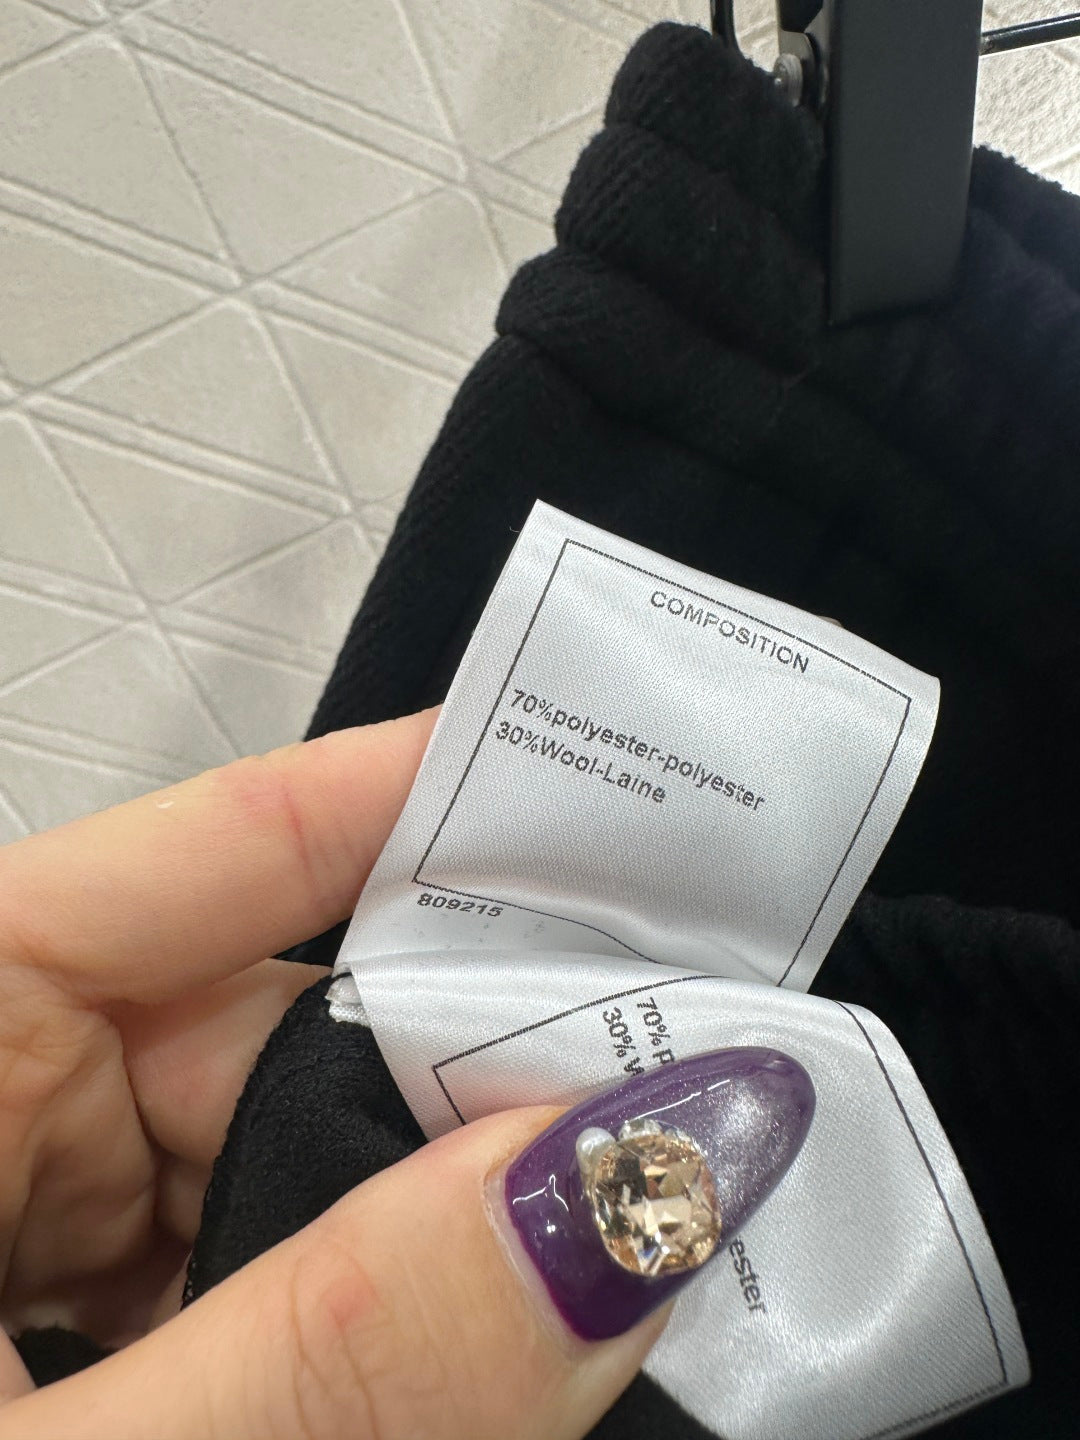 COMPOSITION
70%polyester-polyester
30%Wool-Laine
809215
70% p
30% W
ester